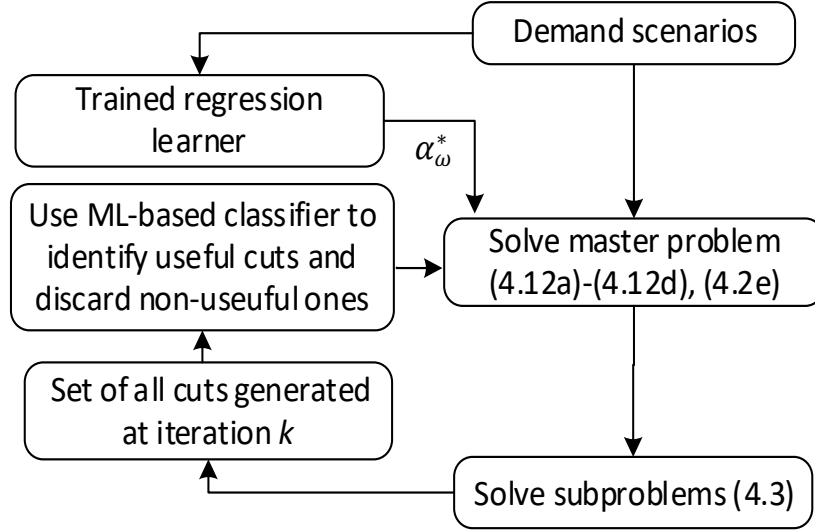 Demand scenarios
Trained regression
learner
α*ω
Use ML-based classifier to
identify useful cuts and
discard non-useuful ones
Solve master problem
(4.12a)-(4.12d), (4.2e)
Set of all cuts generated
at iteration k
Solve subproblems (4.3)